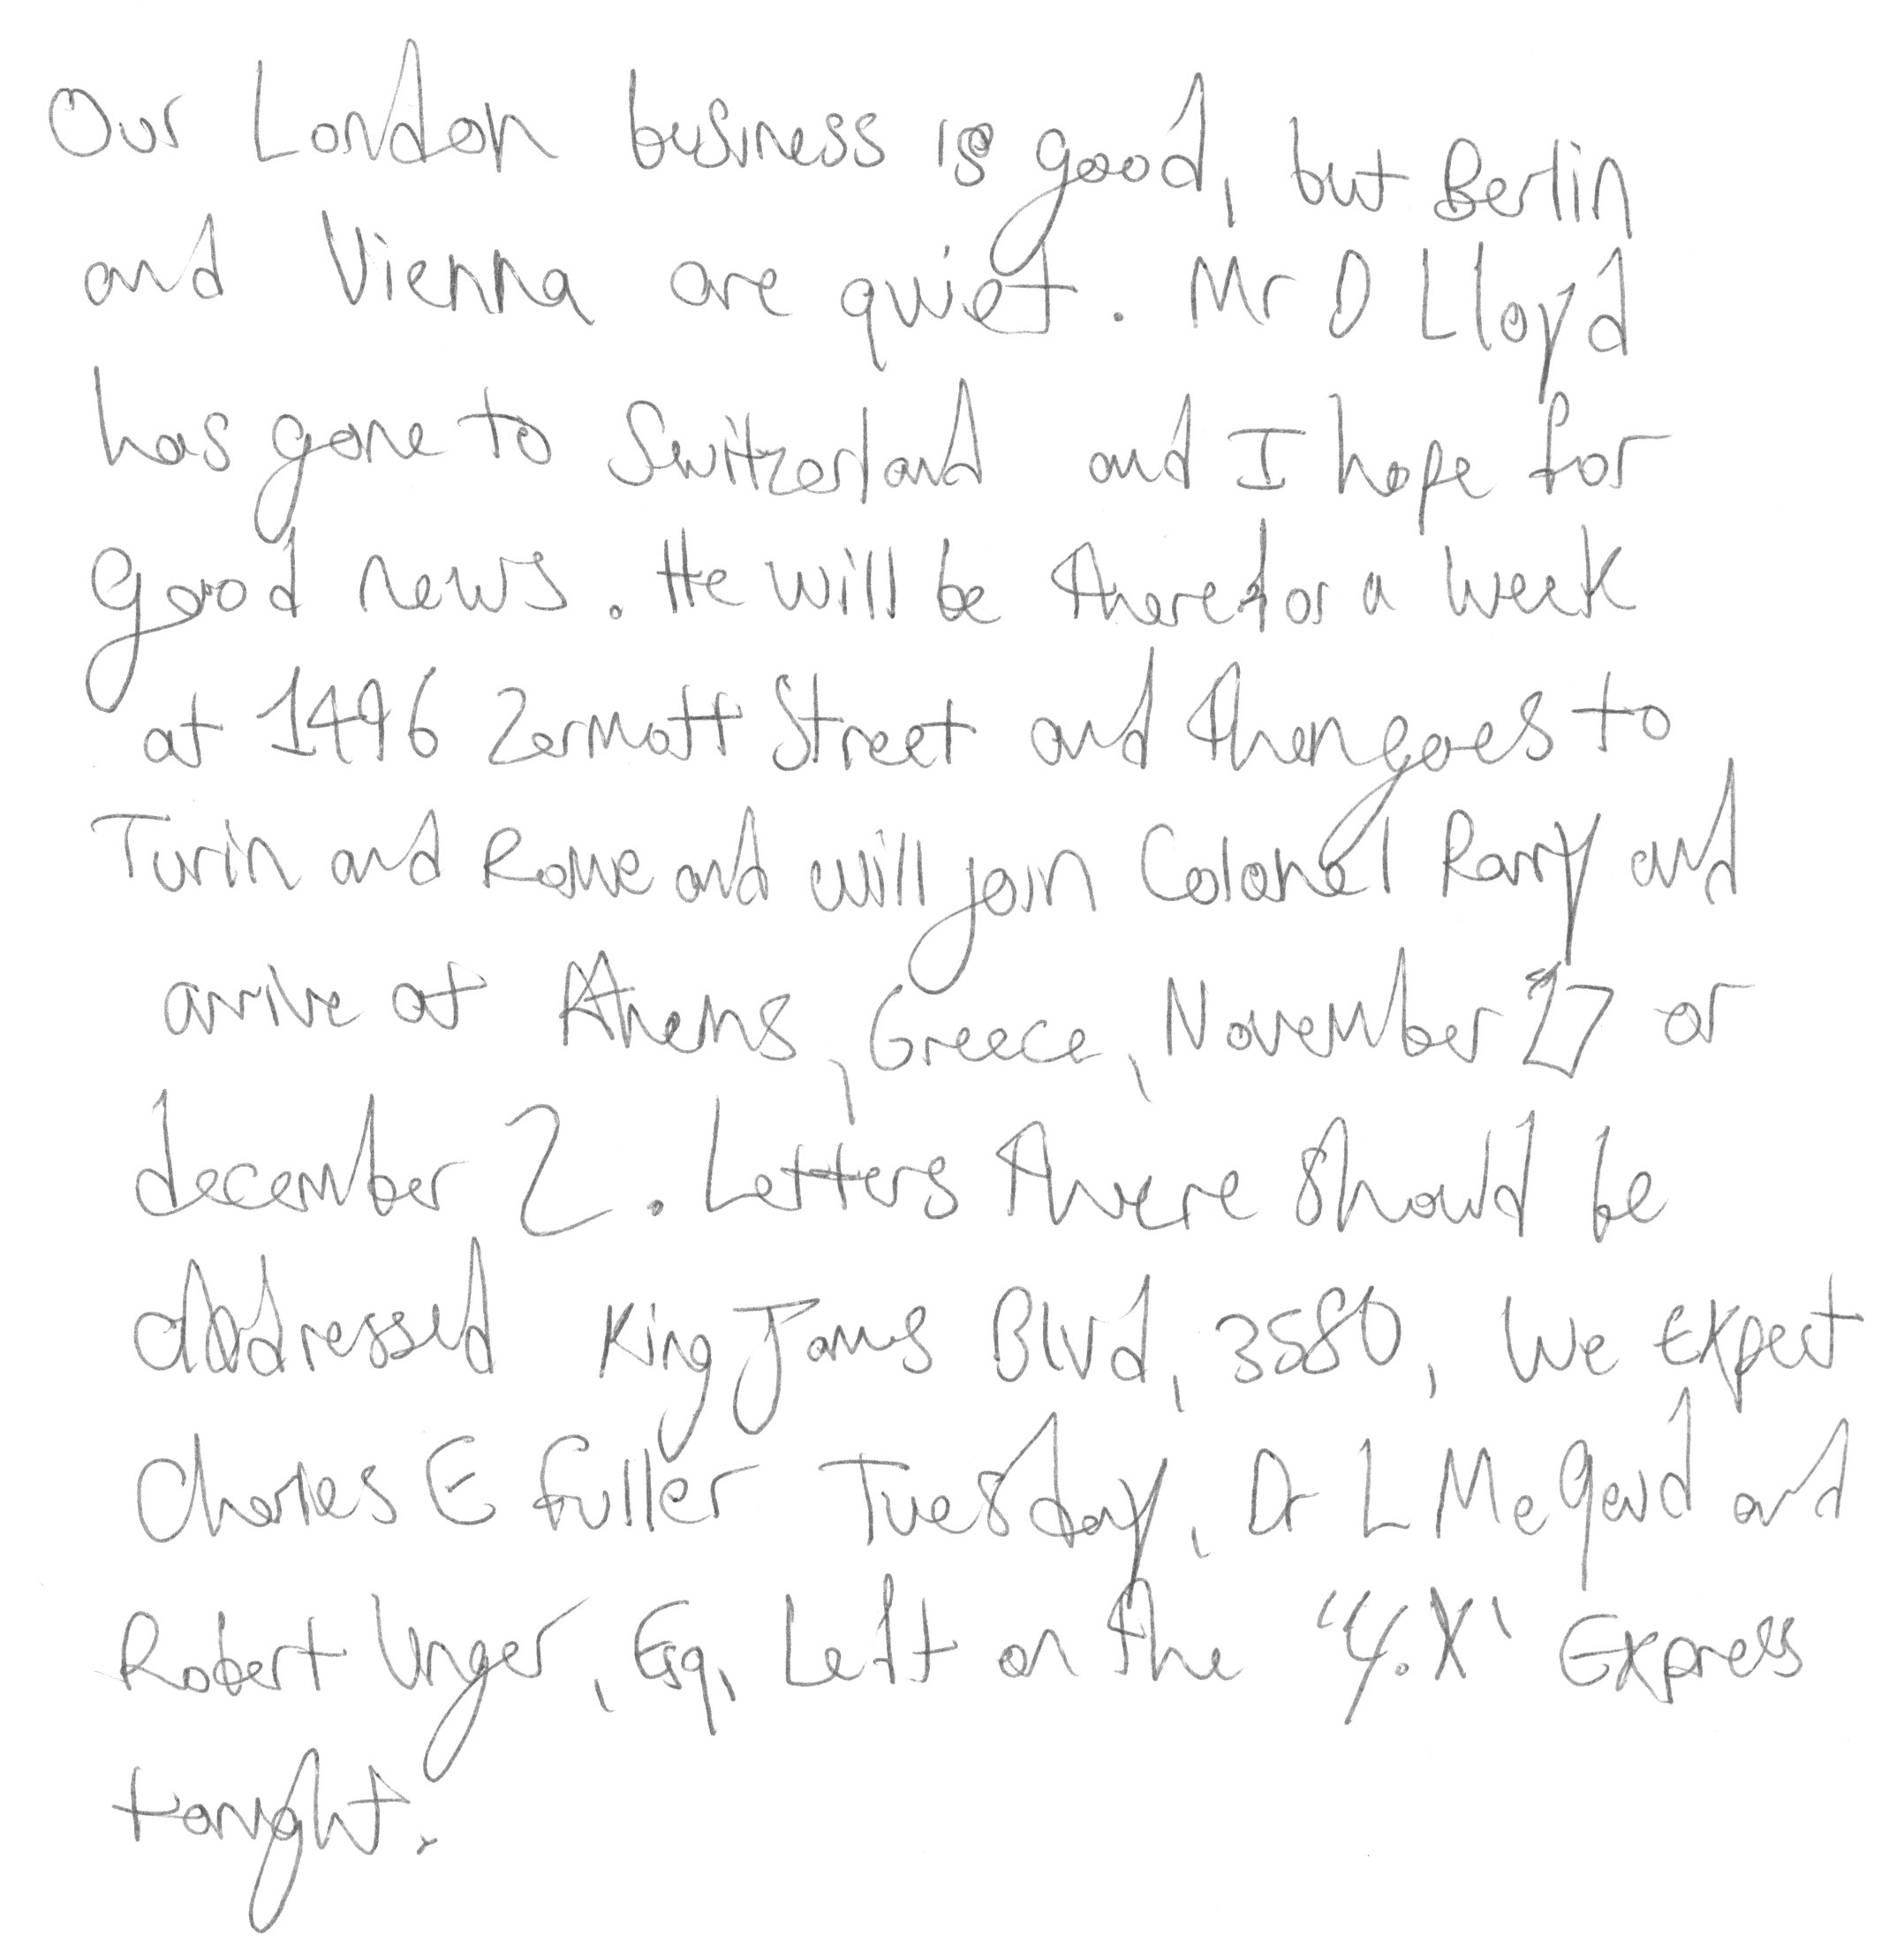 Our London business is good, but Berlin
and Vienna are quiet. Mr D Lloyd
has gone to Switzerland and I hope for
good news. He will be there for a week
at 1496 Zermatt Street and then goes to
Turin and Rome and will join Colonel Parry and
arrive at Athens, Greece, November 27 or
december 2. Letters there should be
addressed King James Blvd, 3580, We expect
Charles E Fuller Tuesday, Dr L McQuaid and
Robert Unger, Esq, Left on the "Y.X" Express
tonight.